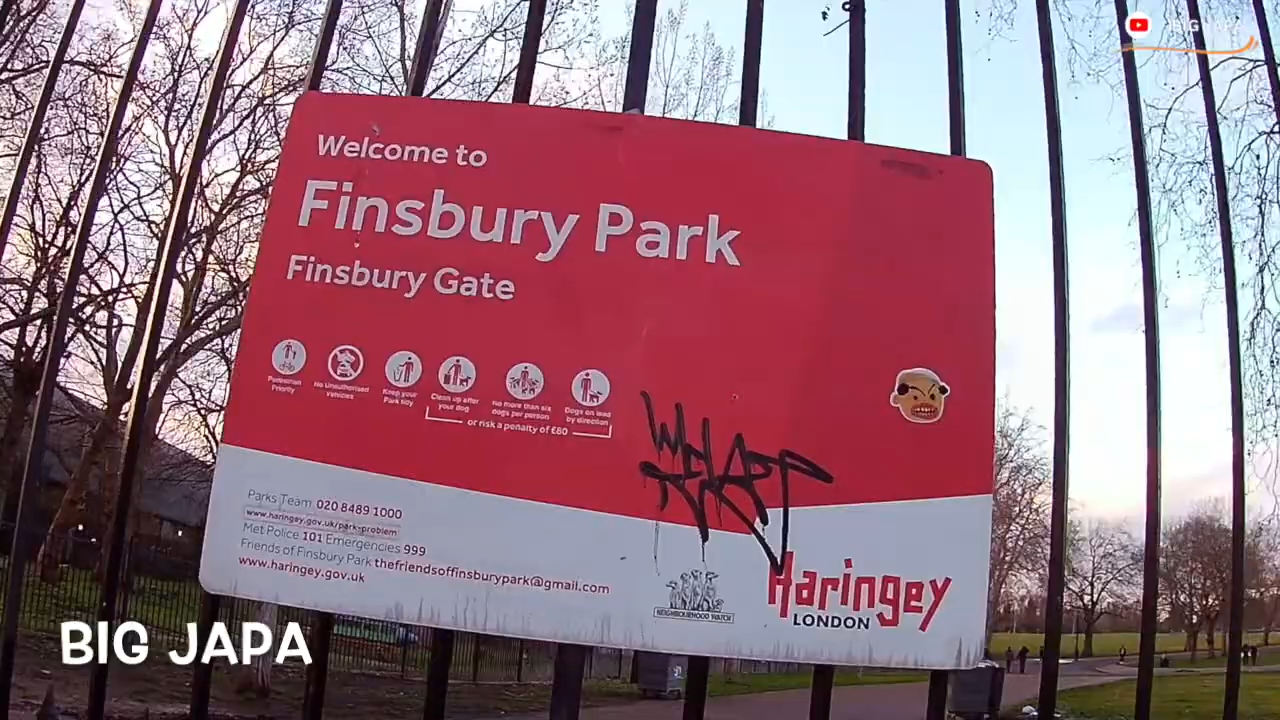 BIG JAPA
Welcome to
Finsbury Park
Finsbury Gate
Pedestrian
Priority
No Unauthorised
Vehicles
Keep your
Park tidy
Clean up after
your dog
No more than six
dogs per person
Dogs on lead
by direction
or risk a penalty of £80
Parks Team 020 8489 1000
www.haringey.gov.uk/park-problem
Met Police 101 Emergencies 999
Friends of Finsbury Park thefriendsoffinsburypark@gmail.com
www.haringey.gov.uk
NEIGHBOURHOOD WATCH
Haringey
LONDON
BIG JAPA